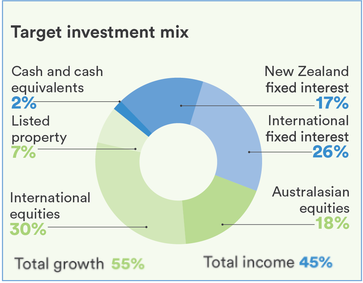 Target investment mix
Cash and cash
equivalents
2%
New Zealand
fixed interest
17%
Listed
property
7%
International
fixed interest
26%
International
equities
30%
Australasian
equities
18%
Total growth 55%
Total income 45%